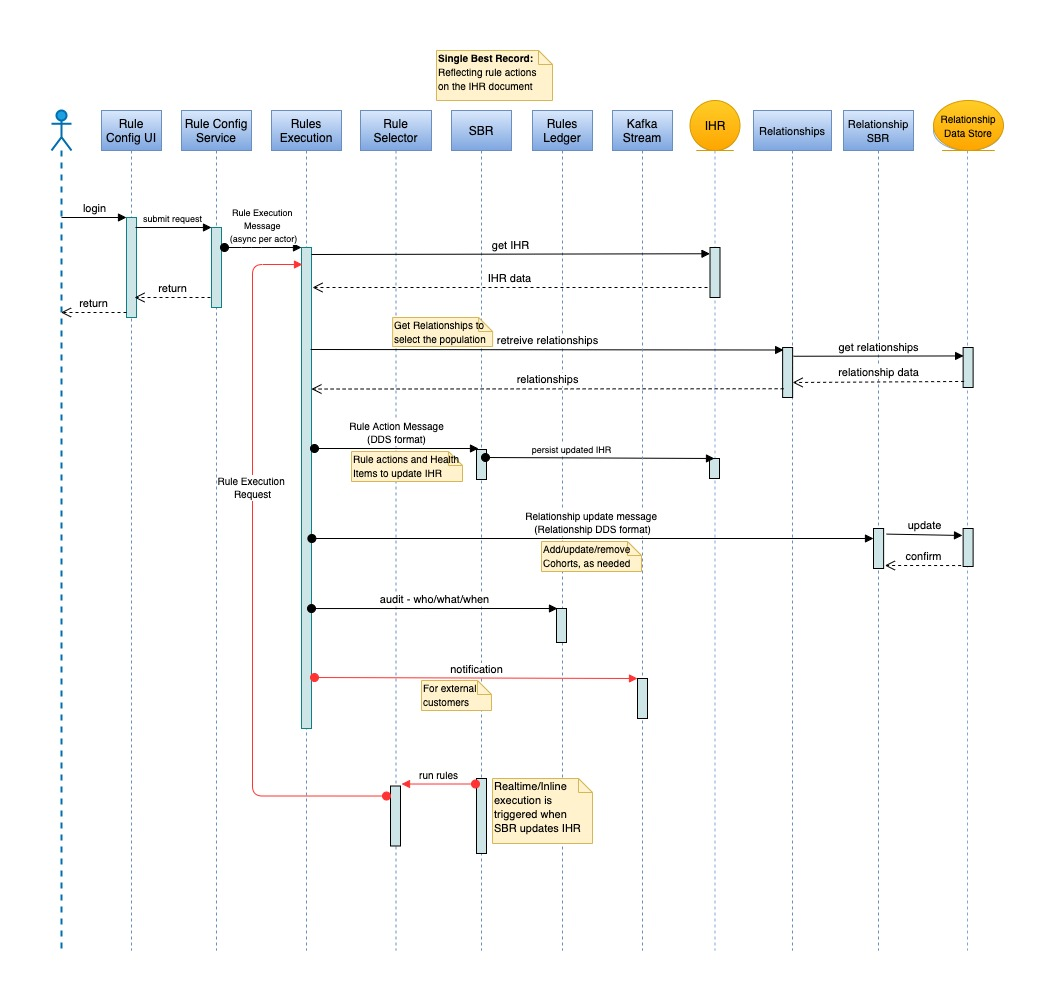 Single Best Record:
Reflecting rule actions
on the IHR document
Rule
Config UI
Rule Config
Service
Rules
Execution
Rule
Selector
SBR
Rules
Ledger
Kafka
Stream
IHR
Relationships
Relationship
SBR
Relationship
Data Store
login
submit request
Rule Execution
Message
(async per actor)
get IHR
IHR data
return
return
Get Relationships to
select the population
retreive relationships
get relationships
relationship data
relationships
Rule Action Message
(DDS format)
persist updated IHR
Rule actions and Health
Items to update IHR
Rule Execution
Request
Relationship update message
(Relationship DDS format)
update
Add/update/remove
Cohorts, as needed
confirm
audit - who/what/when
notification
For external
customers
run rules
Realtime/Inline
execution is
triggered when
SBR updates IHR